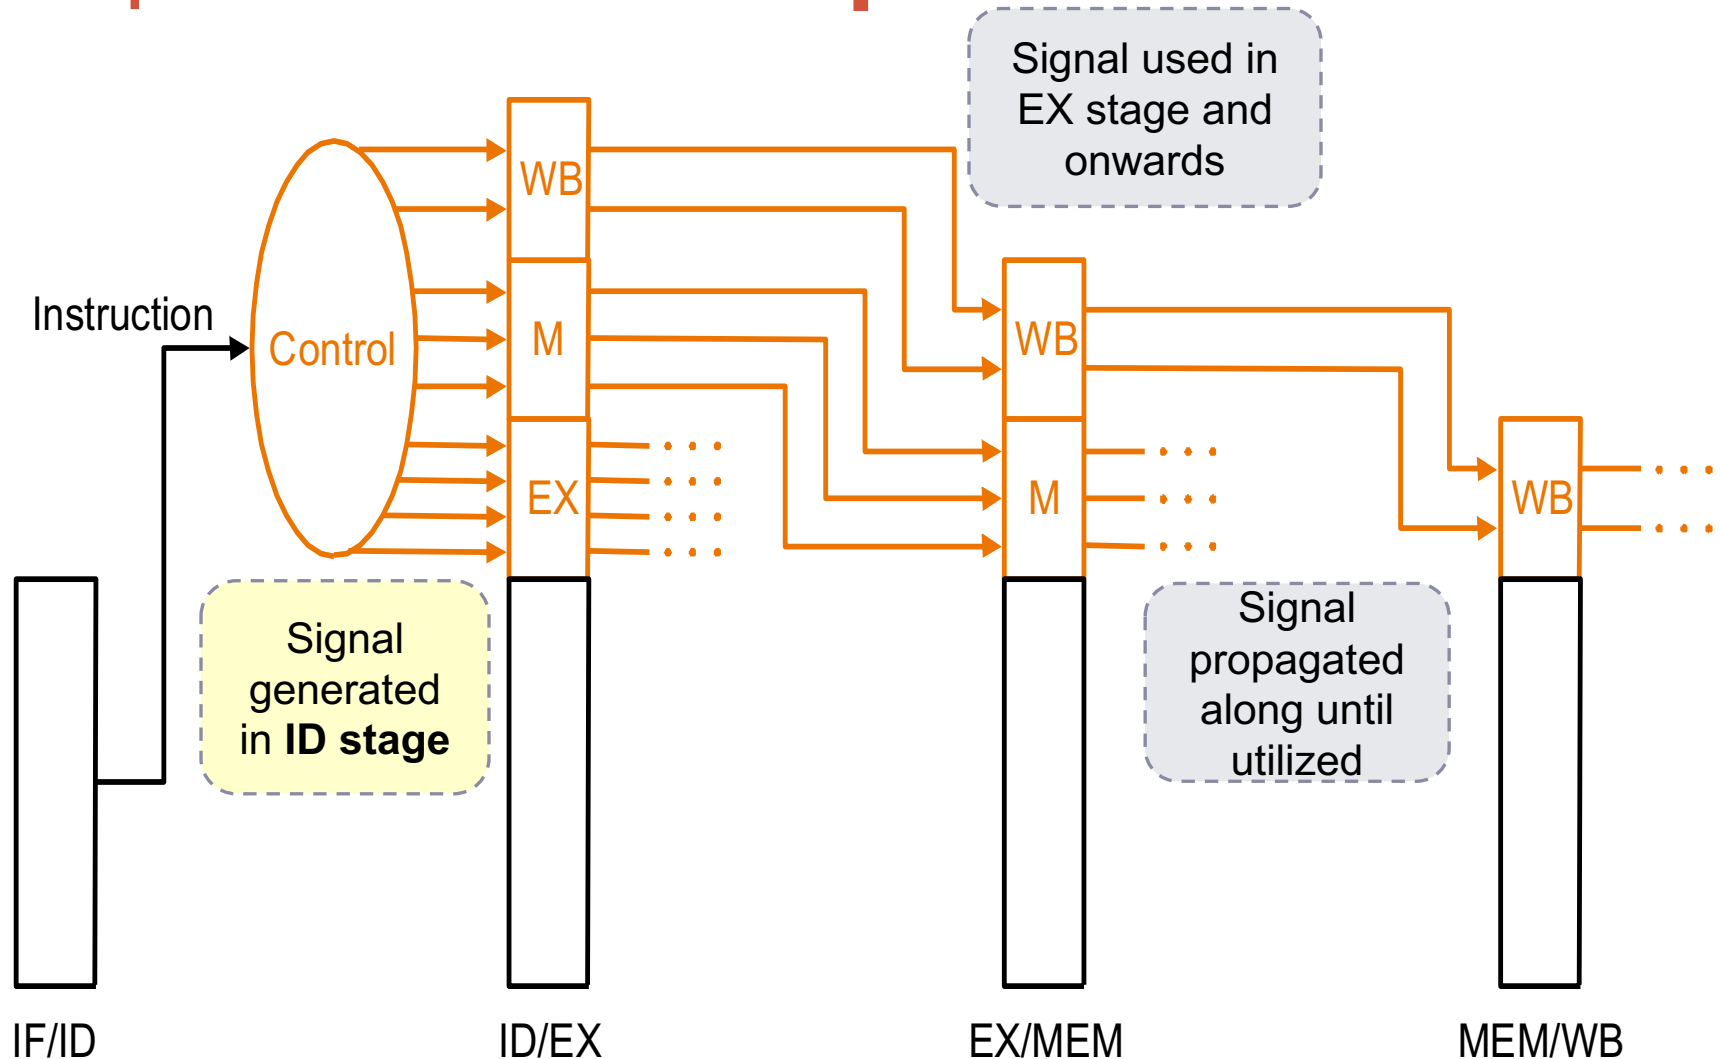 Signal used in
EX stage and
onwards
Instruction
Control
WB
M
EX
WB
M
WB
Signal
generated
in ID stage
Signal
propagated
along until
utilized
IF/ID
ID/EX
EX/MEM
MEM/WB